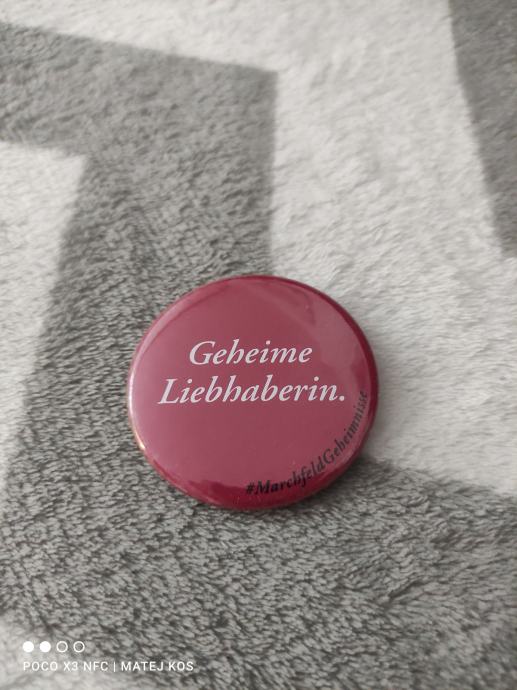 Geheime
Liebhaberin.
#MarchfeldGeheimnisse
POCO X3 NFC | MATEJ KOS